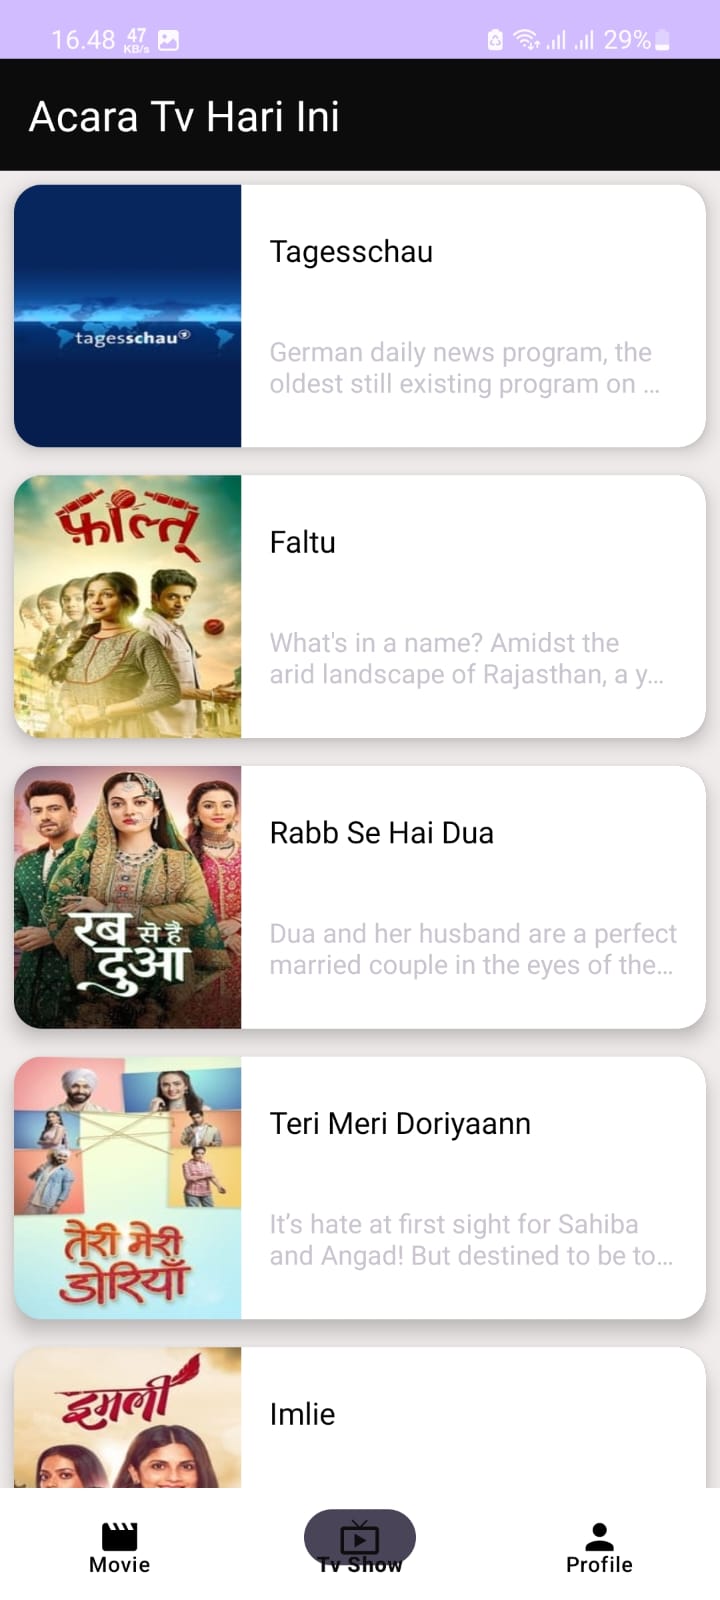 16.48 47 KB/s 29%
Acara Tv Hari Ini
tagesschau
Tagesschau
German daily news program, the
oldest still existing program on ...
फालतू
Faltu
What's in a name? Amidst the
arid landscape of Rajasthan, a y...
रब से है
दुआ
Rabb Se Hai Dua
Dua and her husband are a perfect
married couple in the eyes of the...
तेरी मेरी
डोरियाँ
Teri Meri Doriyaann
It’s hate at first sight for Sahiba
and Angad! But destined to be to...
इमली
Imlie
Movie
Tv Show
Profile